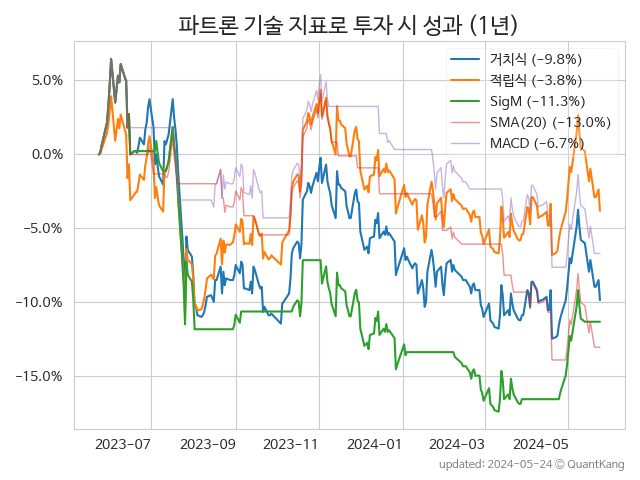 파트론 기술 지표로 투자 시 성과 (1년)
거치식 (−9.8%)
적립식 (−3.8%)
SigM (−11.3%)
SMA(20) (−13.0%)
MACD (−6.7%)
5.0%
0.0%
−5.0%
−10.0%
−15.0%
2023−07
2023−09
2023−11
2024−01
2024−03
2024−05
updated: 2024-05-24 © QuantKang